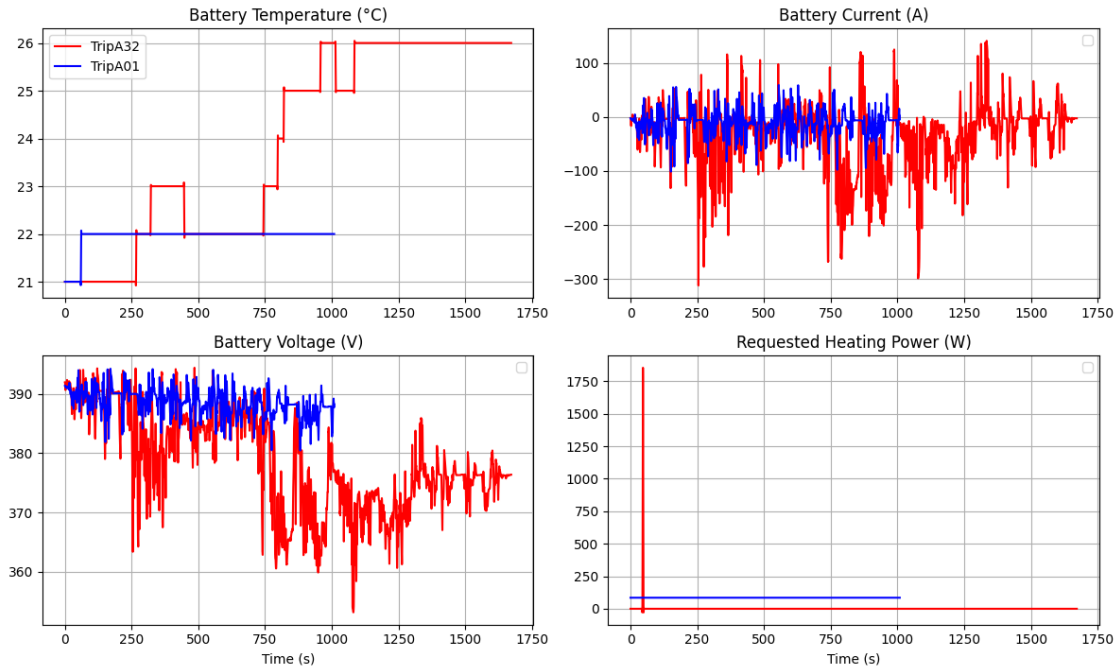 Battery Temperature (°C)
26
25
24
23
22
21
TripA32
TripA01
0 250 500 750 1000 1250 1500 1750
Battery Current (A)
100
0
−100
−200
−300
0 250 500 750 1000 1250 1500 1750
Battery Voltage (V)
390
380
370
360
0 250 500 750 1000 1250 1500 1750
Time (s)
Requested Heating Power (W)
1750
1500
1250
1000
750
500
250
0
0 250 500 750 1000 1250 1500 1750
Time (s)